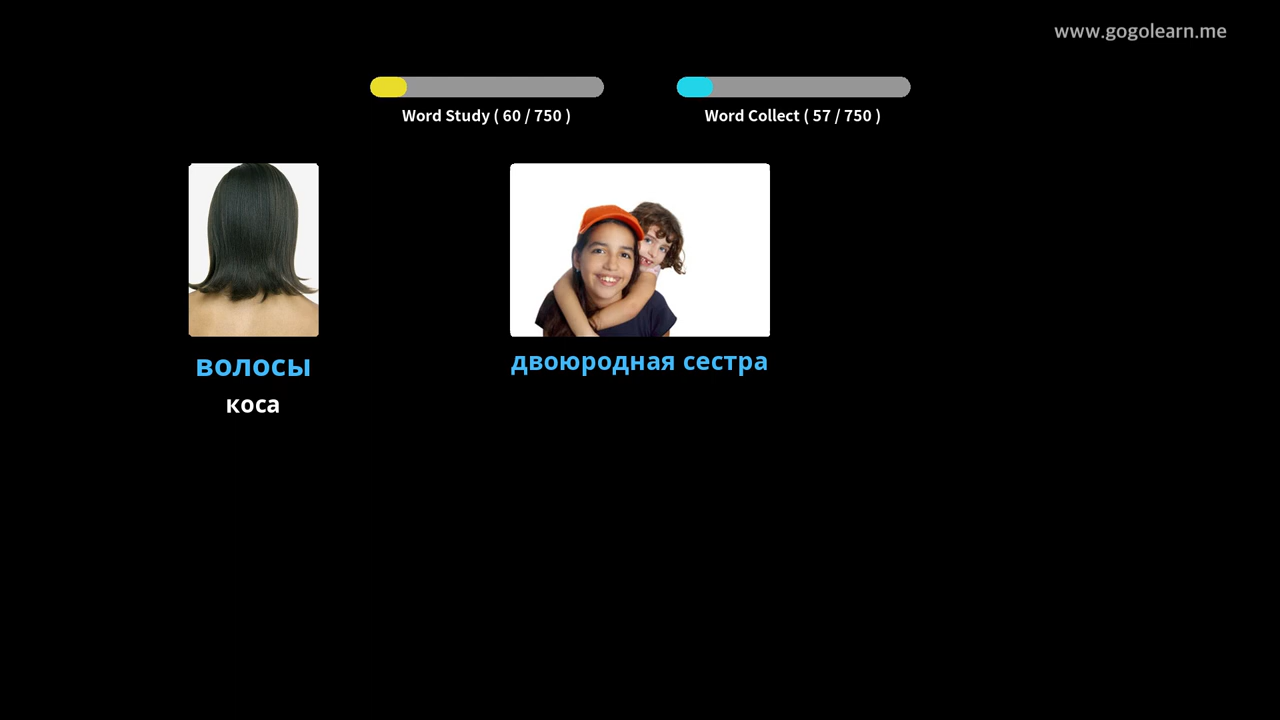 www.gogolearn.me
Word Study ( 60 / 750 )
Word Collect ( 57 / 750 )
волосы
коса
двоюродная сестра